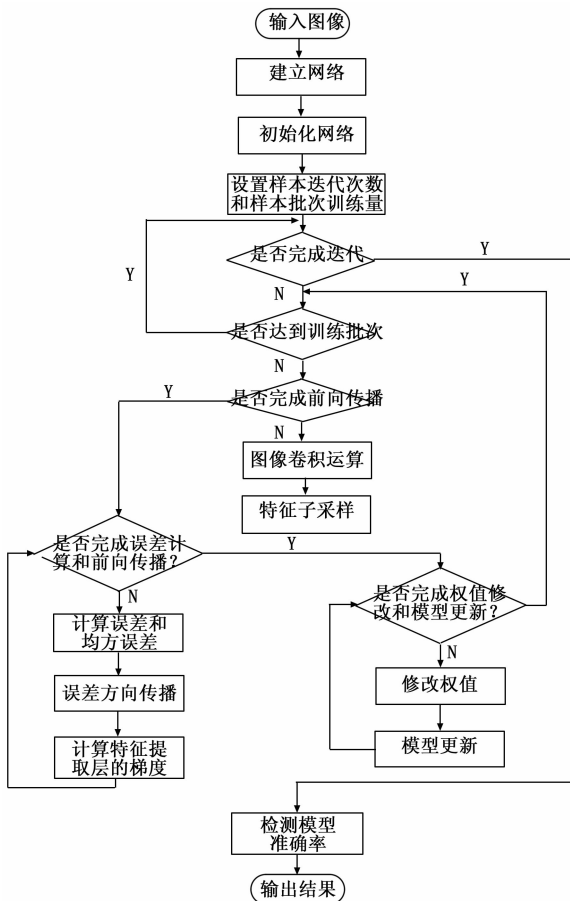 输入图像
建立网络
初始化网络
设置样本迭代次数
和样本批次训练量
是否完成迭代
Y
Y
Y
N
是否达到训练批次
N
是否完成前向传播
Y
N
图像卷积运算
特征子采样
是否完成误差计
算和前向传播？
Y
N
计算误差和
均方误差
误差方向传播
计算特征提
取层的梯度
是否完成权值修
改和模型更新？
N
修改权值
模型更新
检测模型
准确率
输出结果